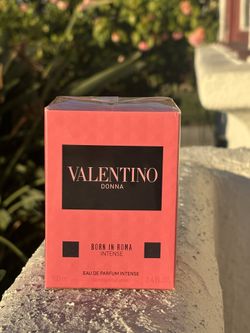 VALENTINO
DONNA
BORN IN ROMA
INTENSE
EAU DE PARFUM INTENSE